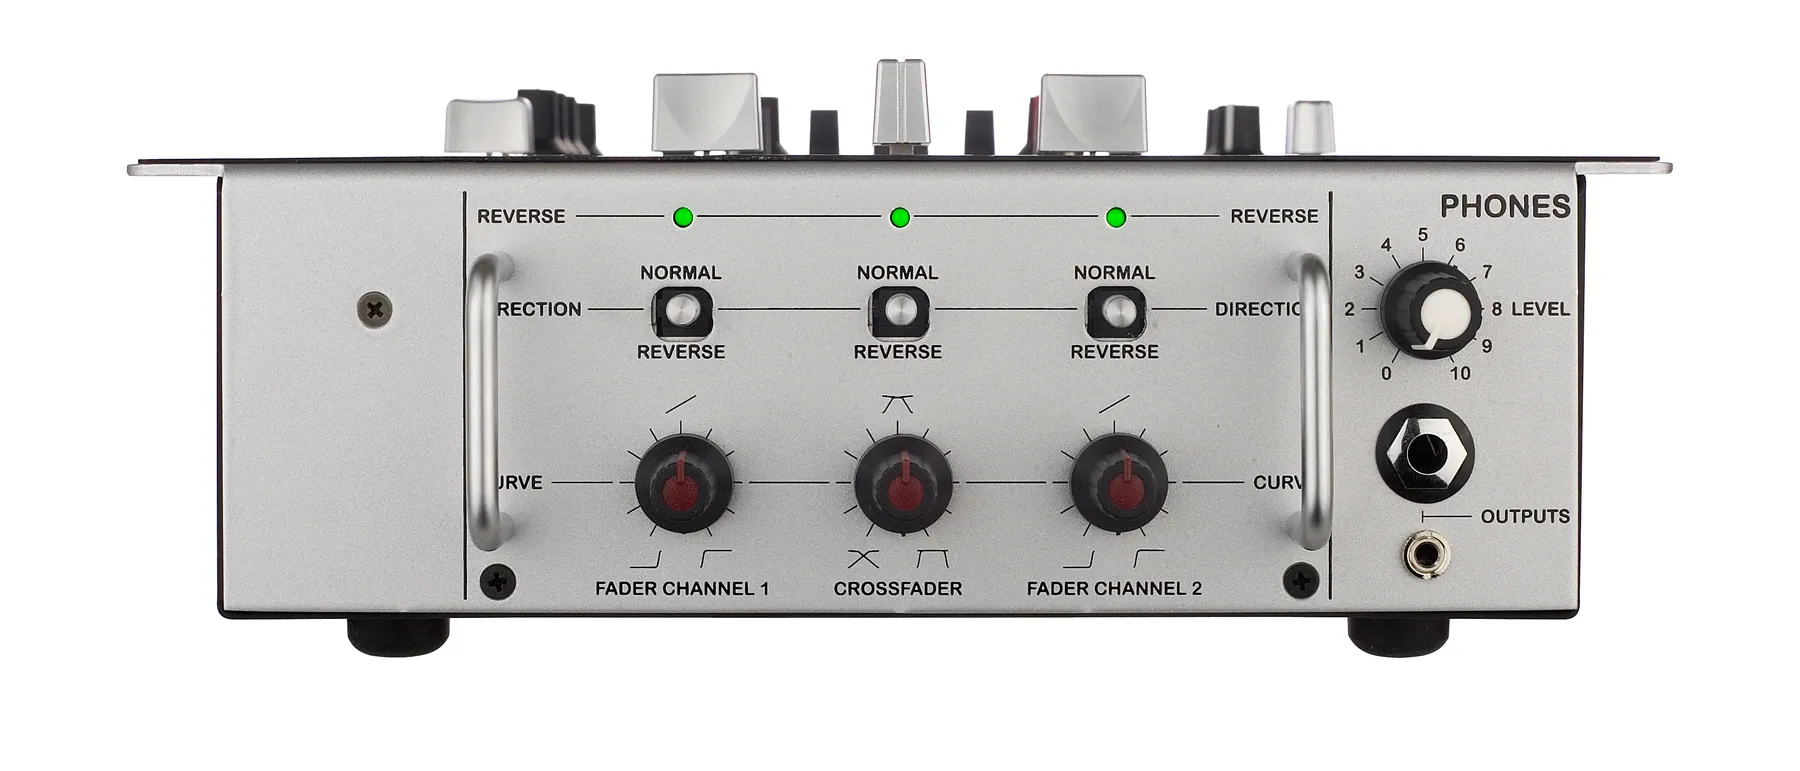 PHONES
REVERSE REVERSE
5
4 6
3 7
NORMAL NORMAL NORMAL
RECTION DIRECTIO 2 8 LEVEL
1 9
REVERSE REVERSE REVERSE
0 10
URVE CURV
OUTPUTS
FADER CHANNEL 1 CROSSFADER FADER CHANNEL 2